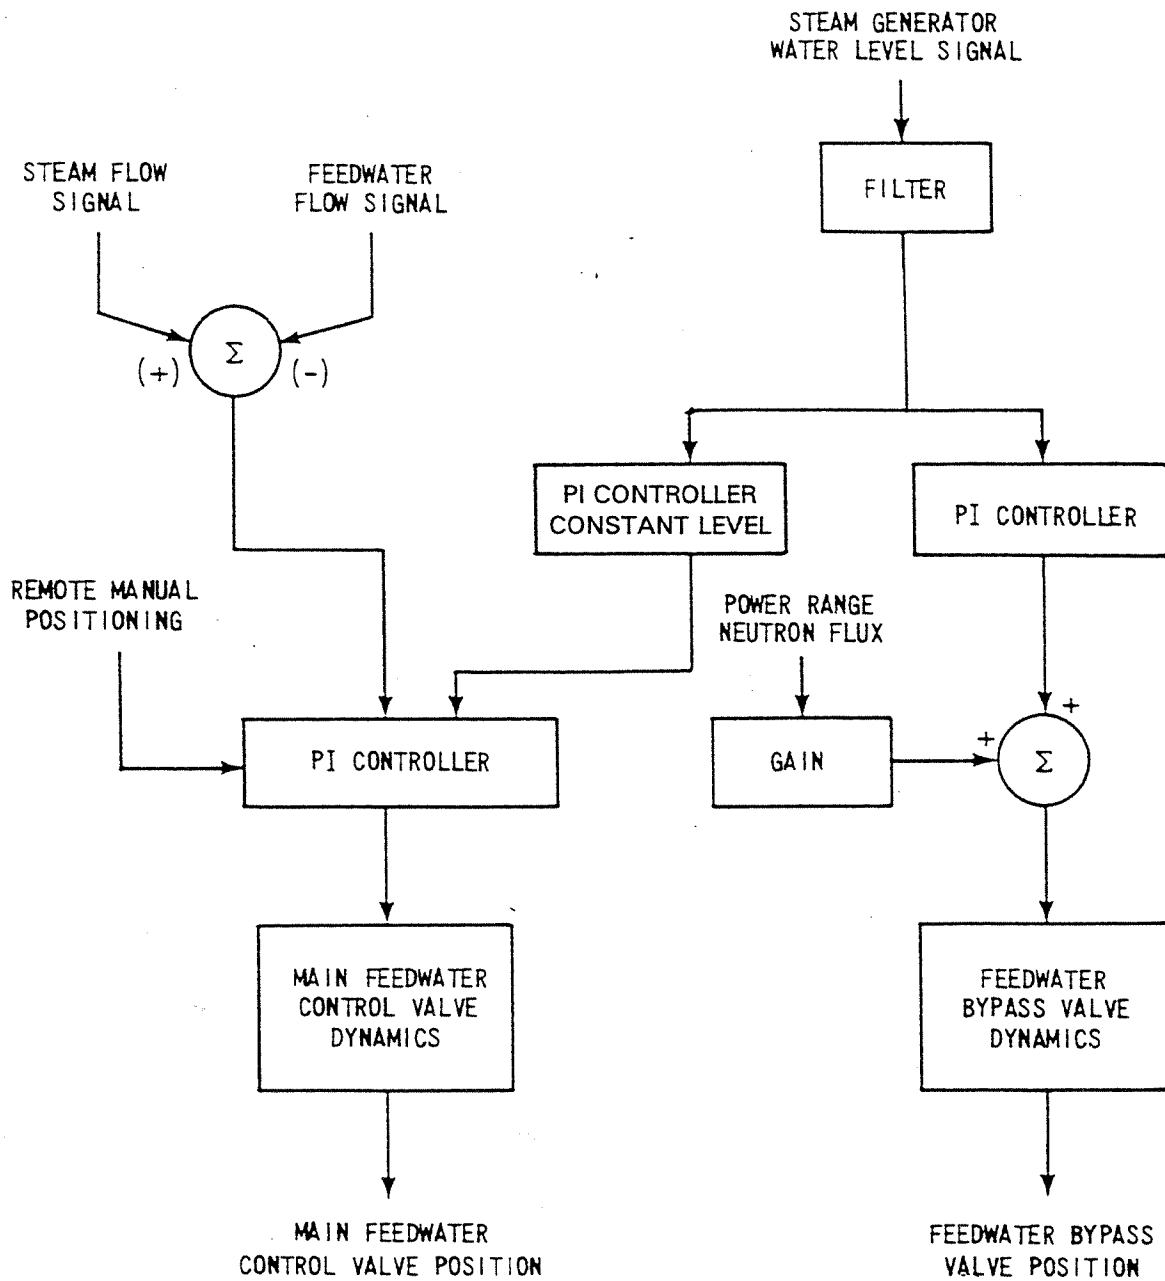 STEAM GENERATOR
WATER LEVEL SIGNAL
STEAM FLOW
SIGNAL
FEEDWATER
FLOW SIGNAL
FILTER
Σ
(+)
(-)
PI CONTROLLER
CONSTANT LEVEL
PI CONTROLLER
REMOTE MANUAL
POSITIONING
POWER RANGE
NEUTRON FLUX
+
+
PI CONTROLLER
GAIN
Σ
MAIN FEEDWATER
CONTROL VALVE
DYNAMICS
FEEDWATER
BYPASS VALVE
DYNAMICS
MAIN FEEDWATER
CONTROL VALVE POSITION
FEEDWATER BYPASS
VALVE POSITION